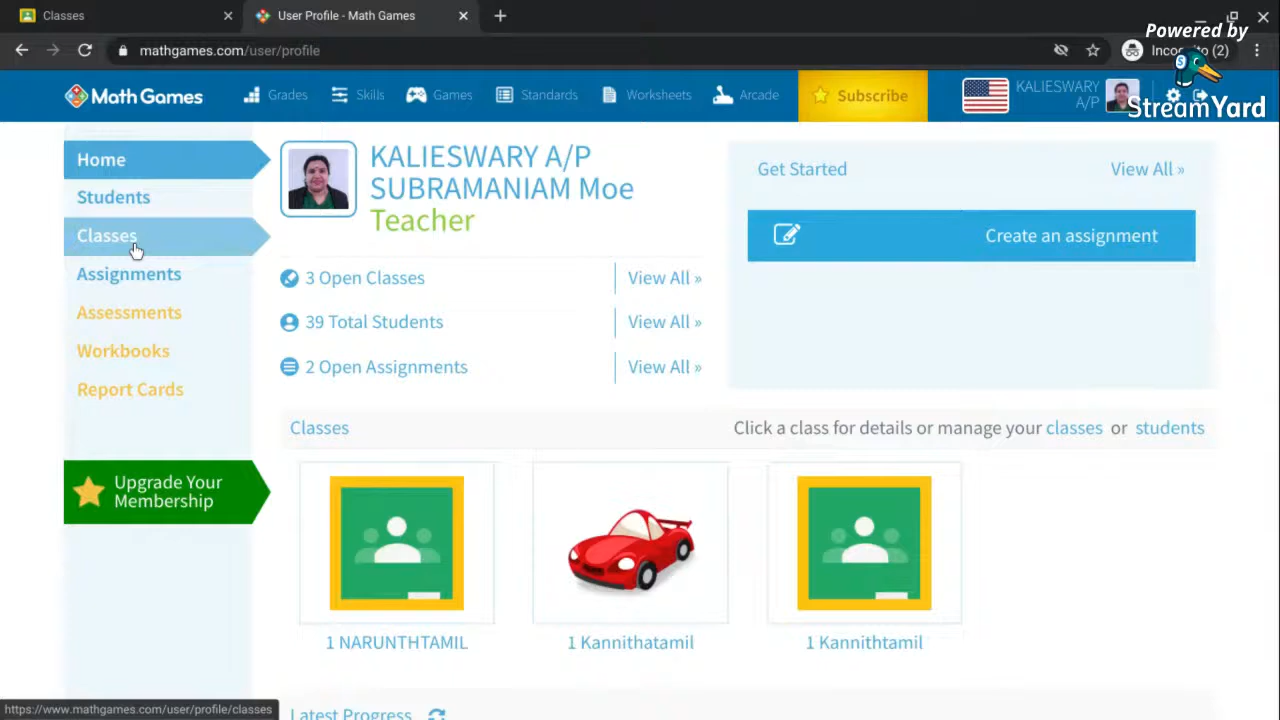 Classes
User Profile - Math Games
Powered by
mathgames.com/user/profile
Incognito (2)
StreamYard
Math Games
Grades
Skills
Games
Standards
Worksheets
Arcade
Subscribe
KALIESWARY
A/P
Home
Students
Classes
Assignments
Assessments
Workbooks
Report Cards
Upgrade Your
Membership
KALIESWARY A/P
SUBRAMANIAM Moe
Teacher
3 Open Classes
View All »
39 Total Students
View All »
2 Open Assignments
View All »
Get Started
View All »
Create an assignment
Classes
Click a class for details or manage your classes or students
1 NARUNTHTAMIL
1 Kannithatamil
1 Kannithtamil
Latest Progress
https://www.mathgames.com/user/profile/classes